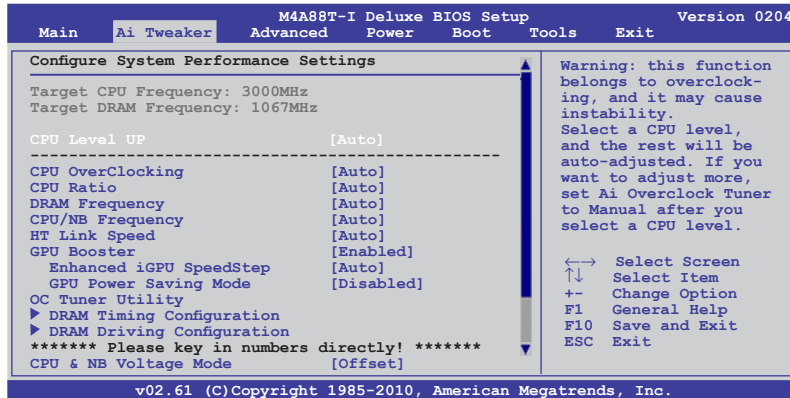 M4A88T-I Deluxe BIOS Setup Version 0204
Main Ai Tweaker Advanced Power Boot Tools Exit
Configure System Performance Settings
Target CPU Frequency: 3000MHz
Target DRAM Frequency: 1067MHz
CPU Level UP [Auto]
--------------------------------------------------
CPU OverClocking [Auto]
CPU Ratio [Auto]
DRAM Frequency [Auto]
CPU/NB Frequency [Auto]
HT Link Speed [Auto]
GPU Booster [Enabled]
Enhanced iGPU SpeedStep [Auto]
GPU Power Saving Mode [Disabled]
OC Tuner Utility
▶ DRAM Timing Configuration
▶ DRAM Driving Configuration
******* Please key in numbers directly! *******
CPU & NB Voltage Mode [Offset]
Warning: this function
belongs to overclock-
ing, and it may cause
instability.
Select a CPU level,
and the rest will be
auto-adjusted. If you
want to adjust more,
set Ai Overclock Tuner
to Manual after you
select a CPU level.
←→ Select Screen
↑↓ Select Item
+- Change Option
F1 General Help
F10 Save and Exit
ESC Exit
v02.61 (C)Copyright 1985-2010, American Megatrends, Inc.